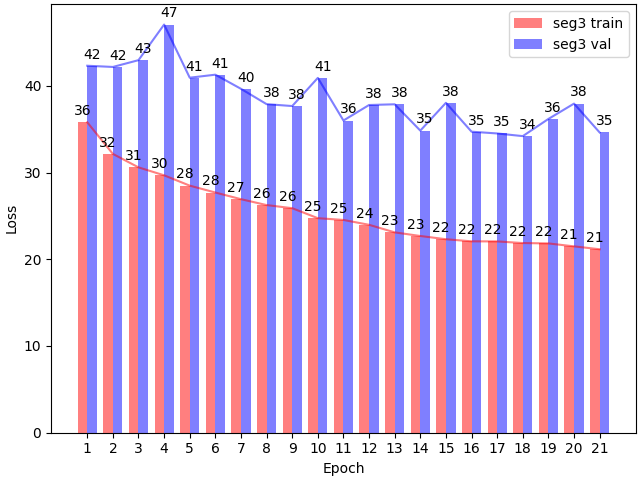 seg3 train
seg3 val
47
42 42 43 41 41 40 38 38 41 36 38 38 35 38 35 35 34 36 38 35
36 32 31 30 28 28 27 26 26 25 25 24 23 23 22 22 22 22 22 21 21
40
30
20
10
0
Loss
1 2 3 4 5 6 7 8 9 10 11 12 13 14 15 16 17 18 19 20 21
Epoch